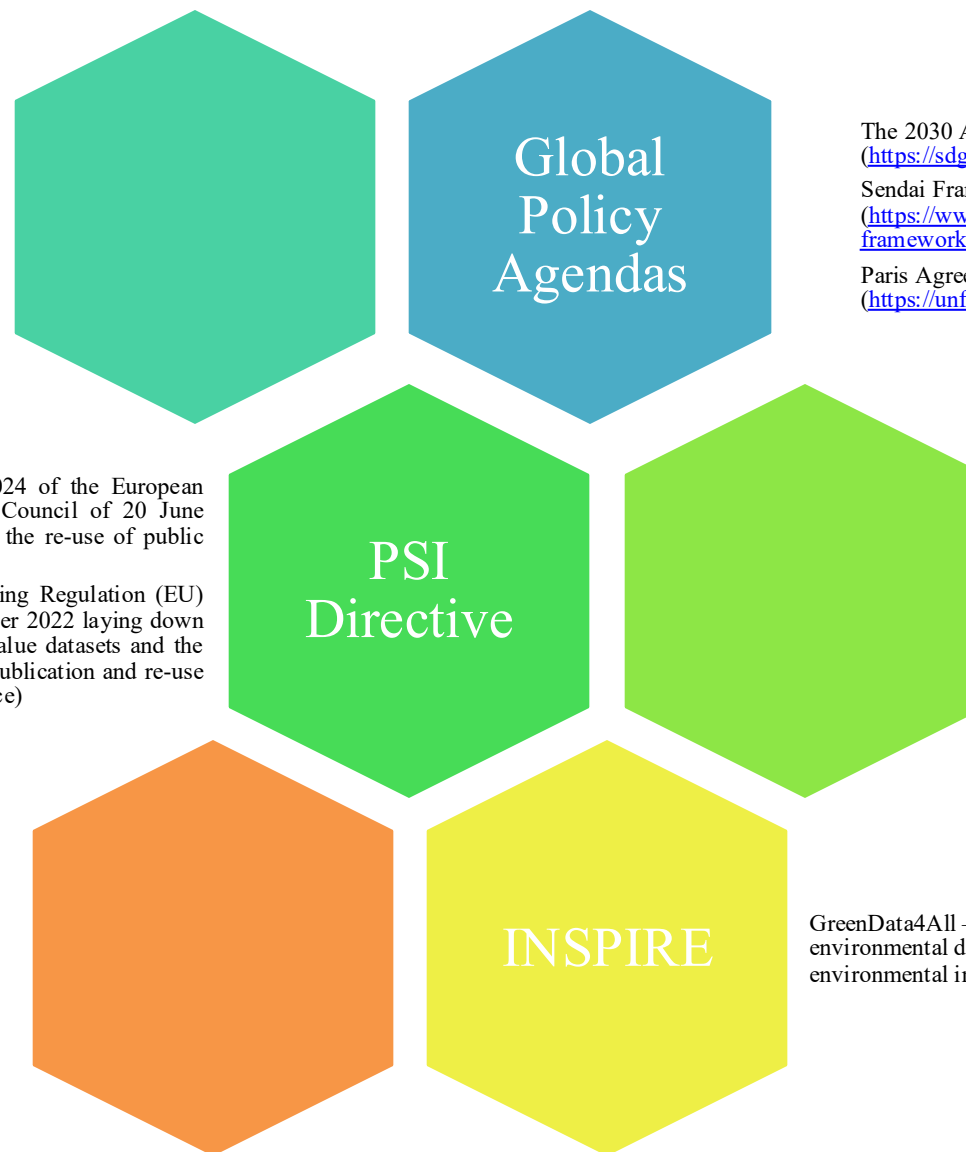 Global
Policy
Agendas
The 2030 A
(https://sdg
Sendai Fra
(https://ww
framework
Paris Agree
(https://unf
024 of the European
Council of 20 June
the re-use of public
ing Regulation (EU)
er 2022 laying down
alue datasets and the
ublication and re-use
ce)
PSI
Directive
INSPIRE
GreenData4All –
environmental d
environmental in